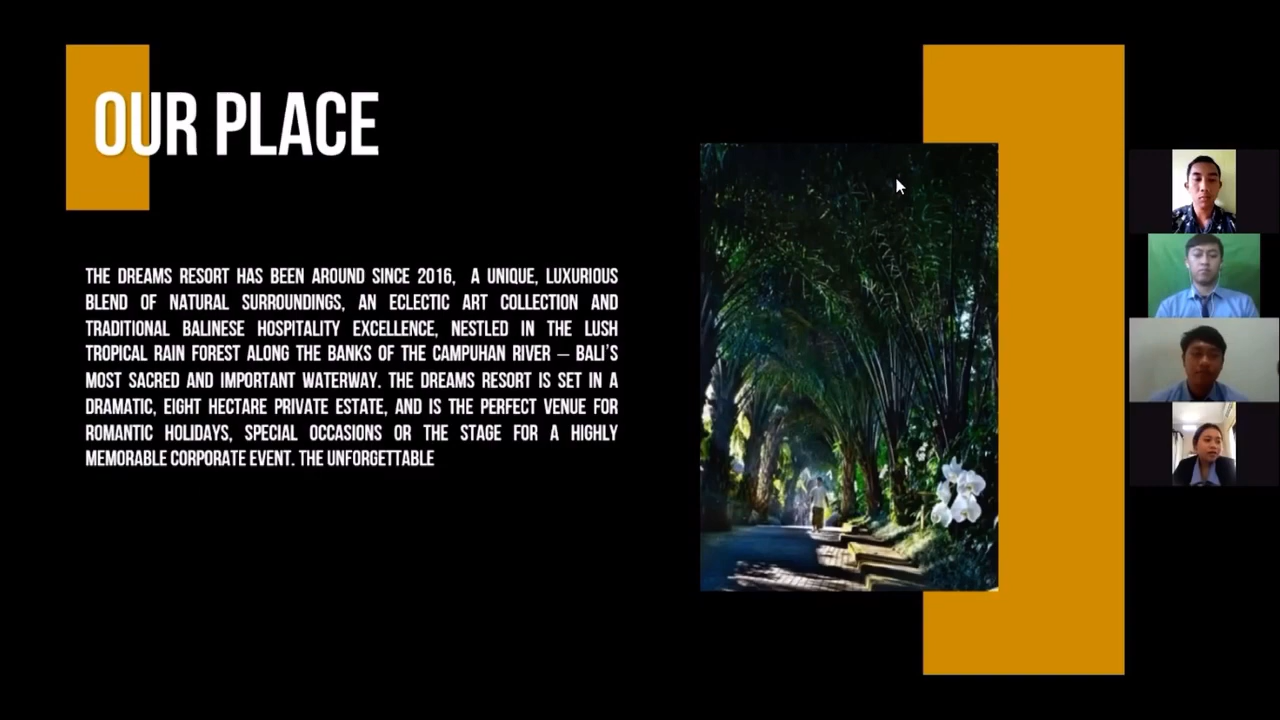 OUR PLACE
THE DREAMS RESORT HAS BEEN AROUND SINCE 2016, A UNIQUE, LUXURIOUS
BLEND OF NATURAL SURROUNDINGS, AN ECLECTIC ART COLLECTION AND
TRADITIONAL BALINESE HOSPITALITY EXCELLENCE, NESTLED IN THE LUSH
TROPICAL RAIN FOREST ALONG THE BANKS OF THE CAMPUHAN RIVER – BALI'S
MOST SACRED AND IMPORTANT WATERWAY. THE DREAMS RESORT IS SET IN A
DRAMATIC, EIGHT HECTARE PRIVATE ESTATE, AND IS THE PERFECT VENUE FOR
ROMANTIC HOLIDAYS, SPECIAL OCCASIONS OR THE STAGE FOR A HIGHLY
MEMORABLE CORPORATE EVENT. THE UNFORGETTABLE